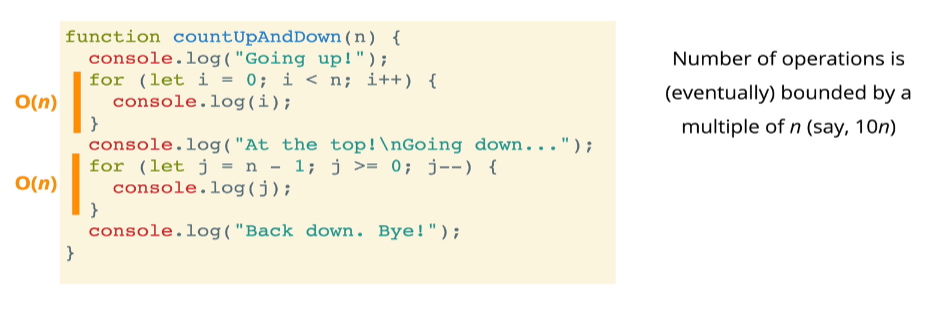 function countUpAndDown(n) {
  console.log("Going up!");
  for (let i = 0; i < n; i++) {
O(n)
    console.log(i);
  }
  console.log("At the top!\nGoing down...");
  for (let j = n - 1; j >= 0; j--) {
O(n)
    console.log(j);
  }
  console.log("Back down. Bye!");
}
Number of operations is
(eventually) bounded by a
multiple of n (say, 10n)